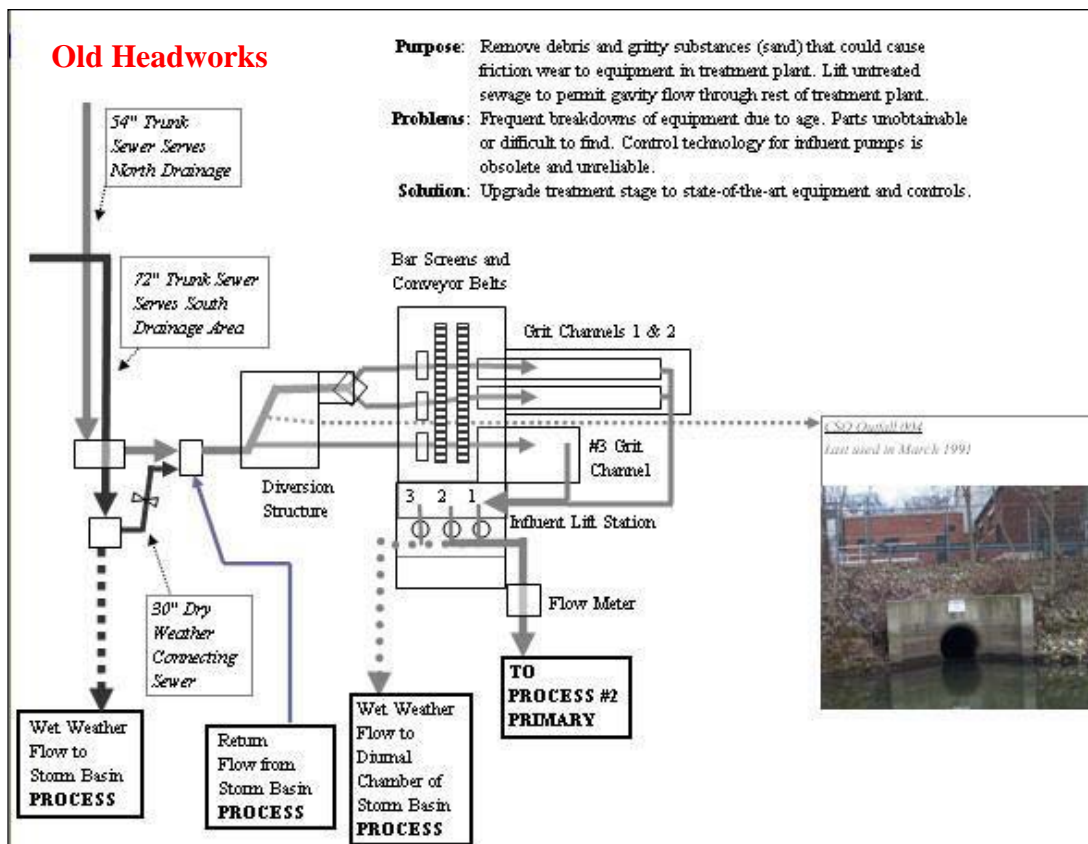 Old Headworks
Purpose: Remove debris and gritty substances (sand) that could cause
friction wear to equipment in treatment plant. Lift untreated
sewage to permit gavity flow through rest of treatment plant.
Problems: Frequent breakdowns of equipment due to age. Parts unobtainable
or difficult to find. Control technology for influent pumps is
obsolete and unreliable.
Solution: Upgrade treatment stage to state-of-the-art equipment and controls.
54" Trunk
Sewer Serves
North Drainage
72" Trunk Sewer
Serves South
Drainage Area
Bar Screens and
Conveyor Belts
Grit Channels 1 & 2
#3 Grit
Channel
Diversion
Structure
3 2 1
Influent Lift Station
Flow Meter
30" Dry
Weather
Connecting
Sewer
CSO Outfall 004
Last used in March 1991
TO
PROCESS #2
PRIMARY
Wet Weather
Flow to
Storm Basin
PROCESS
Return
Flow from
Storm Basin
PROCESS
Wet Weather
Flow to
Diurnal
Chamber of
Storm Basin
PROCESS